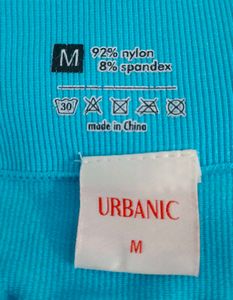 M
92% nylon
8% spandex
30
made in China
URBANIC
M